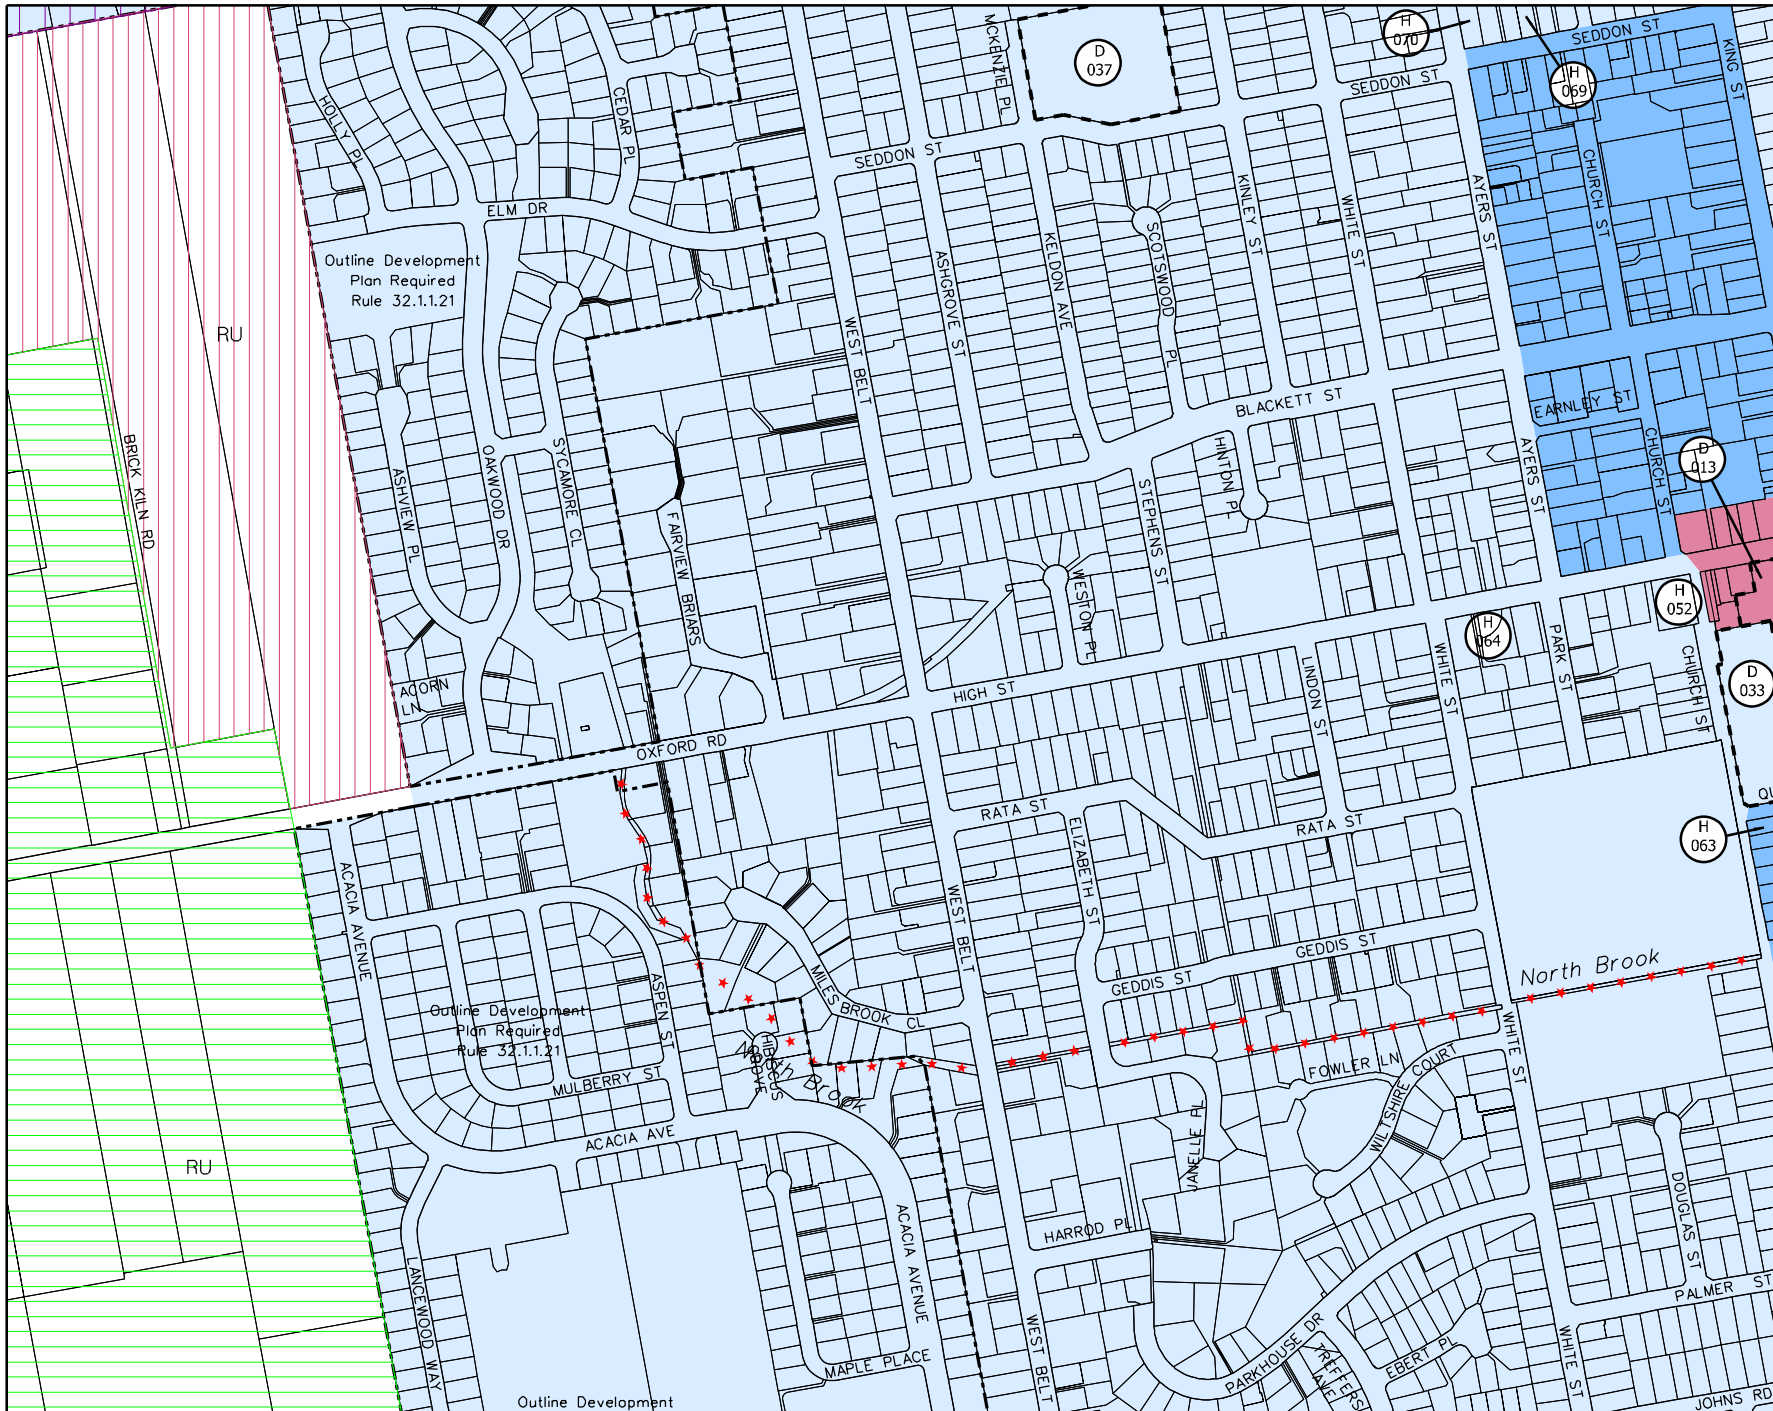 MCKENZIE PL
D
037
H
070
SEDDON ST
KING ST
H
069
SEDDON ST
HOLLY PL
CEDAR PL
SEDDON ST
CHURCH ST
ELM DR
KINLEY ST
WHITE ST
AYERS ST
Outline Development
Plan Required
Rule 32.1.1.21
ASHGROVE ST
KELDON AVE
SCOTSWOOD PL
RU
WEST BELT
BLACKETT ST
EARNLEY ST
BRICK KILN RD
ASHVIEW PL
OAKWOOD DR
SYCAMORE CL
HINTON PL
AYERS ST
CHURCH ST
D
013
STEPHENS ST
FAIRVIEW BRIARS
WESTON PL
H
052
H
064
PARK ST
WHITE ST
CHURCH ST
LINDON ST
D
033
ACORN
LN
HIGH ST
OXFORD RD
RATA ST
RATA ST
QU
H
063
ELIZABETH ST
ACACIA AVENUE
WEST BELT
GEDDIS ST
GEDDIS ST
North Brook
MILES BROOK CL
ASPEN ST
Outline Development
Plan Required
Rule 32.1.1.21
HIBISCUS
GROVE
North Brook
WHITE ST
FOWLER LN
WILTSHIRE COURT
MULBERRY ST
JANELLE PL
ACACIA AVE
RU
DOUGLAS ST
ACACIA AVENUE
HARROD PL
LANCEWOOD WAY
PALMER ST
WEST BELT
PARKHOUSE DR
TREFFERS
AVE
EBERT PL
WHITE ST
MAPLE PLACE
Outline Development
JOHNS RD